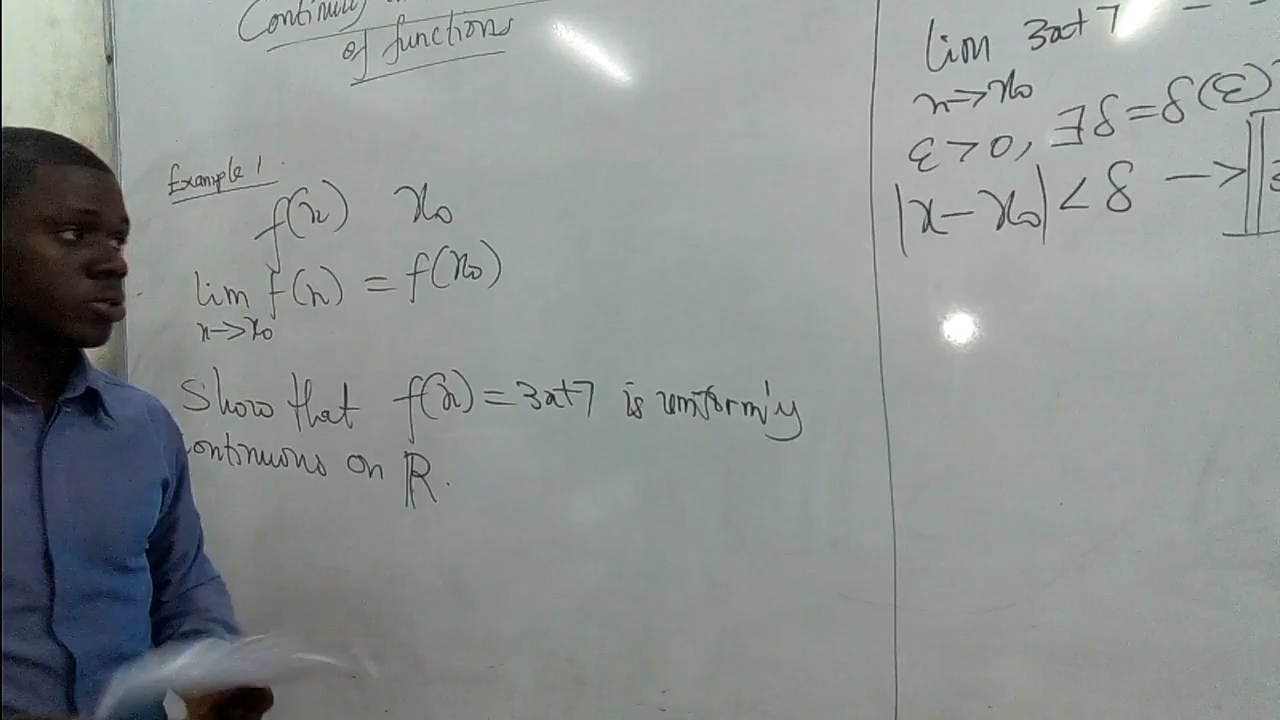 Continuity
of functions
Example 1.
f(x) x₀
lim f(x) = f(x₀)
x->x₀
Show that f(x) = 3x+7 is uniformly
continuous on ℝ.
lim 3x+7 - -
x->x₀
ε>0, ∃δ=δ(ε)
|x-x₀|<δ ->